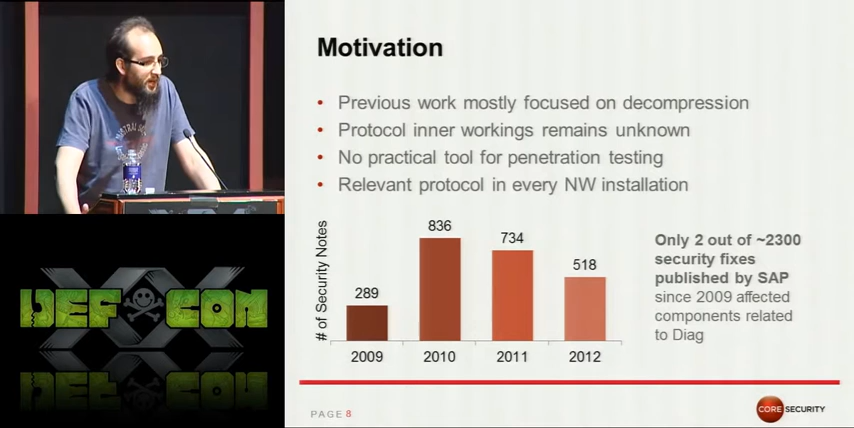 Motivation
• Previous work mostly focused on decompression
• Protocol inner workings remains unknown
• No practical tool for penetration testing
• Relevant protocol in every NW installation
# of Security Notes
289
836
734
518
2009
2010
2011
2012
Only 2 out of ~2300
security fixes
published by SAP
since 2009 affected
components related
to Diag
PAGE 8
CORE SECURITY
XX
DEF CON